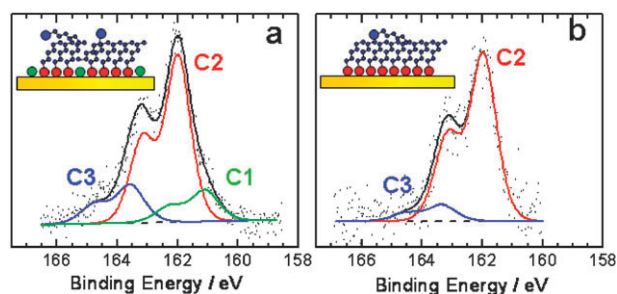 a
C2
C3
C1
166 164 162 160 158
Binding Energy / eV
b
C2
C3
166 164 162 160 158
Binding Energy / eV